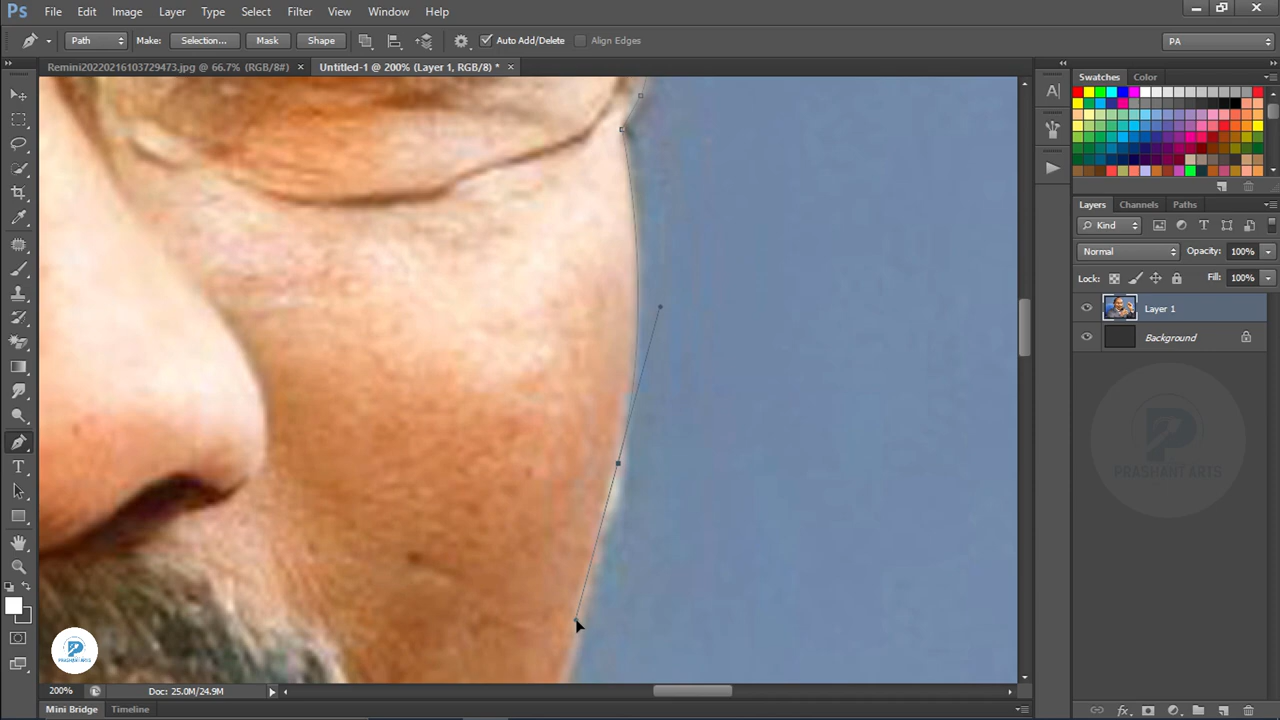 Ps File Edit Image Layer Type Select Filter View Window Help
Path Make: Selection... Mask Shape Auto Add/Delete Align Edges PA
Remini20220216103729473.jpg @ 66.7% (RGB/8#) × Untitled-1 @ 200% (Layer 1, RGB/8) * ×
Swatches Color
Layers Channels Paths
Kind
Normal Opacity: 100%
Lock: Fill: 100%
Layer 1
Background
PRASHANT ARTS
PRASHANT ARTS
200% Doc: 25.0M/24.9M
Mini Bridge Timeline